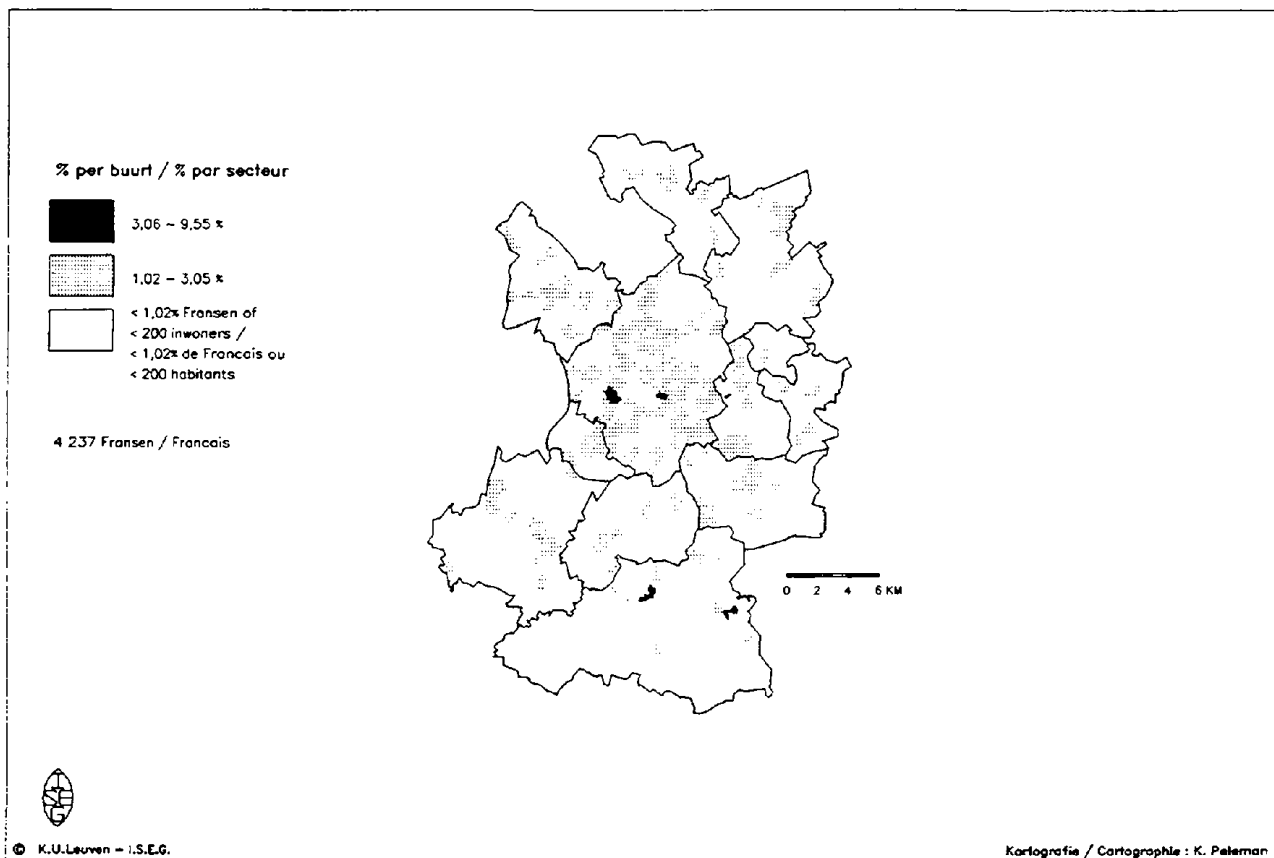 % per buurt / % par secteur
3,06 – 9,55 %
1,02 – 3,05 %
< 1,02% Fransen of
< 200 inwoners /
< 1,02% de Francais ou
< 200 habitants
4 237 Fransen / Francais
0 2 4 6 KM
I
SE
G
© K.U.Leuven – I.S.E.G.
Kartografie / Cartographie : K. Peleman